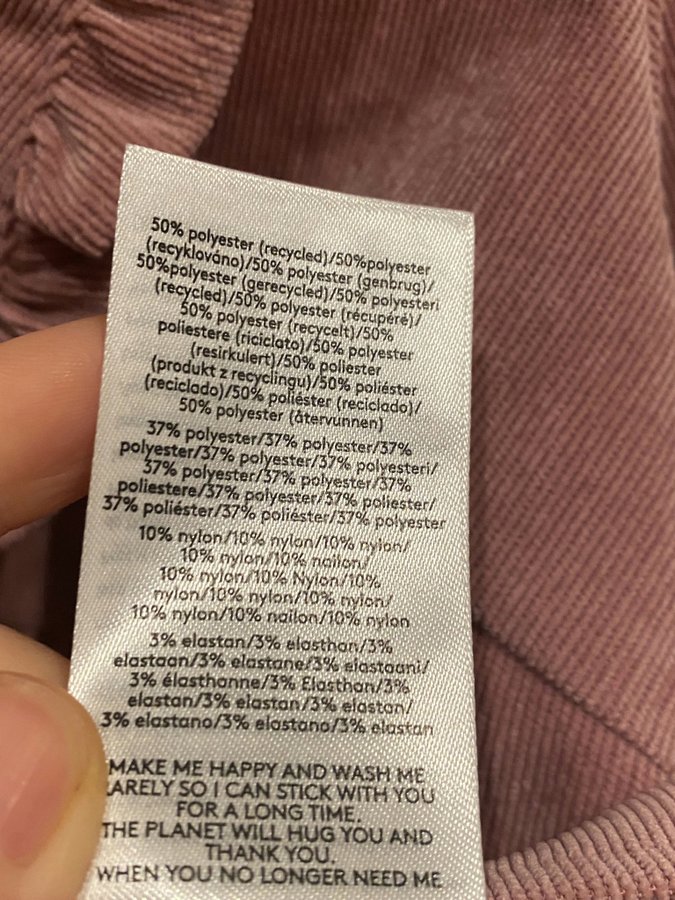 50% polyester (recycled)/50%polyester
(recyklováno)/50% polyester (genbrug)/
50%polyester (gerecycled)/50% polyesteri
(recycled)/50% polyester (récupéré)/
50% polyester (recycelt)/50%
poliestere (riciclato)/50% polyester
(resirkulert)/50% poliester
(produkt z recyclingu)/50% poliéster
(reciclado)/50% poliéster (reciclado)/
50% polyester (återvunnen)
37% polyester/37% polyester/37%
polyester/37% polyester/37% polyesteri/
37% polyester/37% polyester/37%
poliestere/37% polyester/37% poliester/
37% poliéster/37% poliéster/37% polyester
10% nylon/10% nylon/10% nylon/
10% nylon/10% nailon/
10% nylon/10% Nylon/10%
nylon/10% nylon/10% nylon/
10% nylon/10% nailon/10% nylon
3% elastan/3% elasthan/3%
elastaan/3% elastane/3% elastaani/
3% élasthanne/3% Elasthan/3%
elastan/3% elastan/3% elastan/
3% elastano/3% elastano/3% elastan
MAKE ME HAPPY AND WASH ME
ARELY SO I CAN STICK WITH YOU
FOR A LONG TIME.
THE PLANET WILL HUG YOU AND
THANK YOU.
WHEN YOU NO LONGER NEED ME